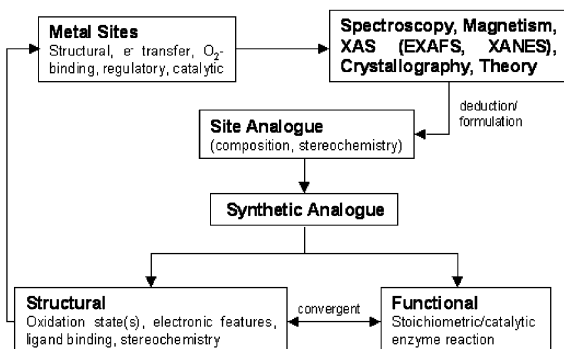 Metal Sites
Structural, e- transfer, O2-
binding, regulatory, catalytic
Spectroscopy, Magnetism,
XAS (EXAFS, XANES),
Crystallography, Theory
deduction/
formulation
Site Analogue
(composition, stereochemistry)
Synthetic Analogue
Structural
Oxidation state(s), electronic features,
ligand binding, stereochemistry
convergent
Functional
Stoichiometric/catalytic
enzyme reaction